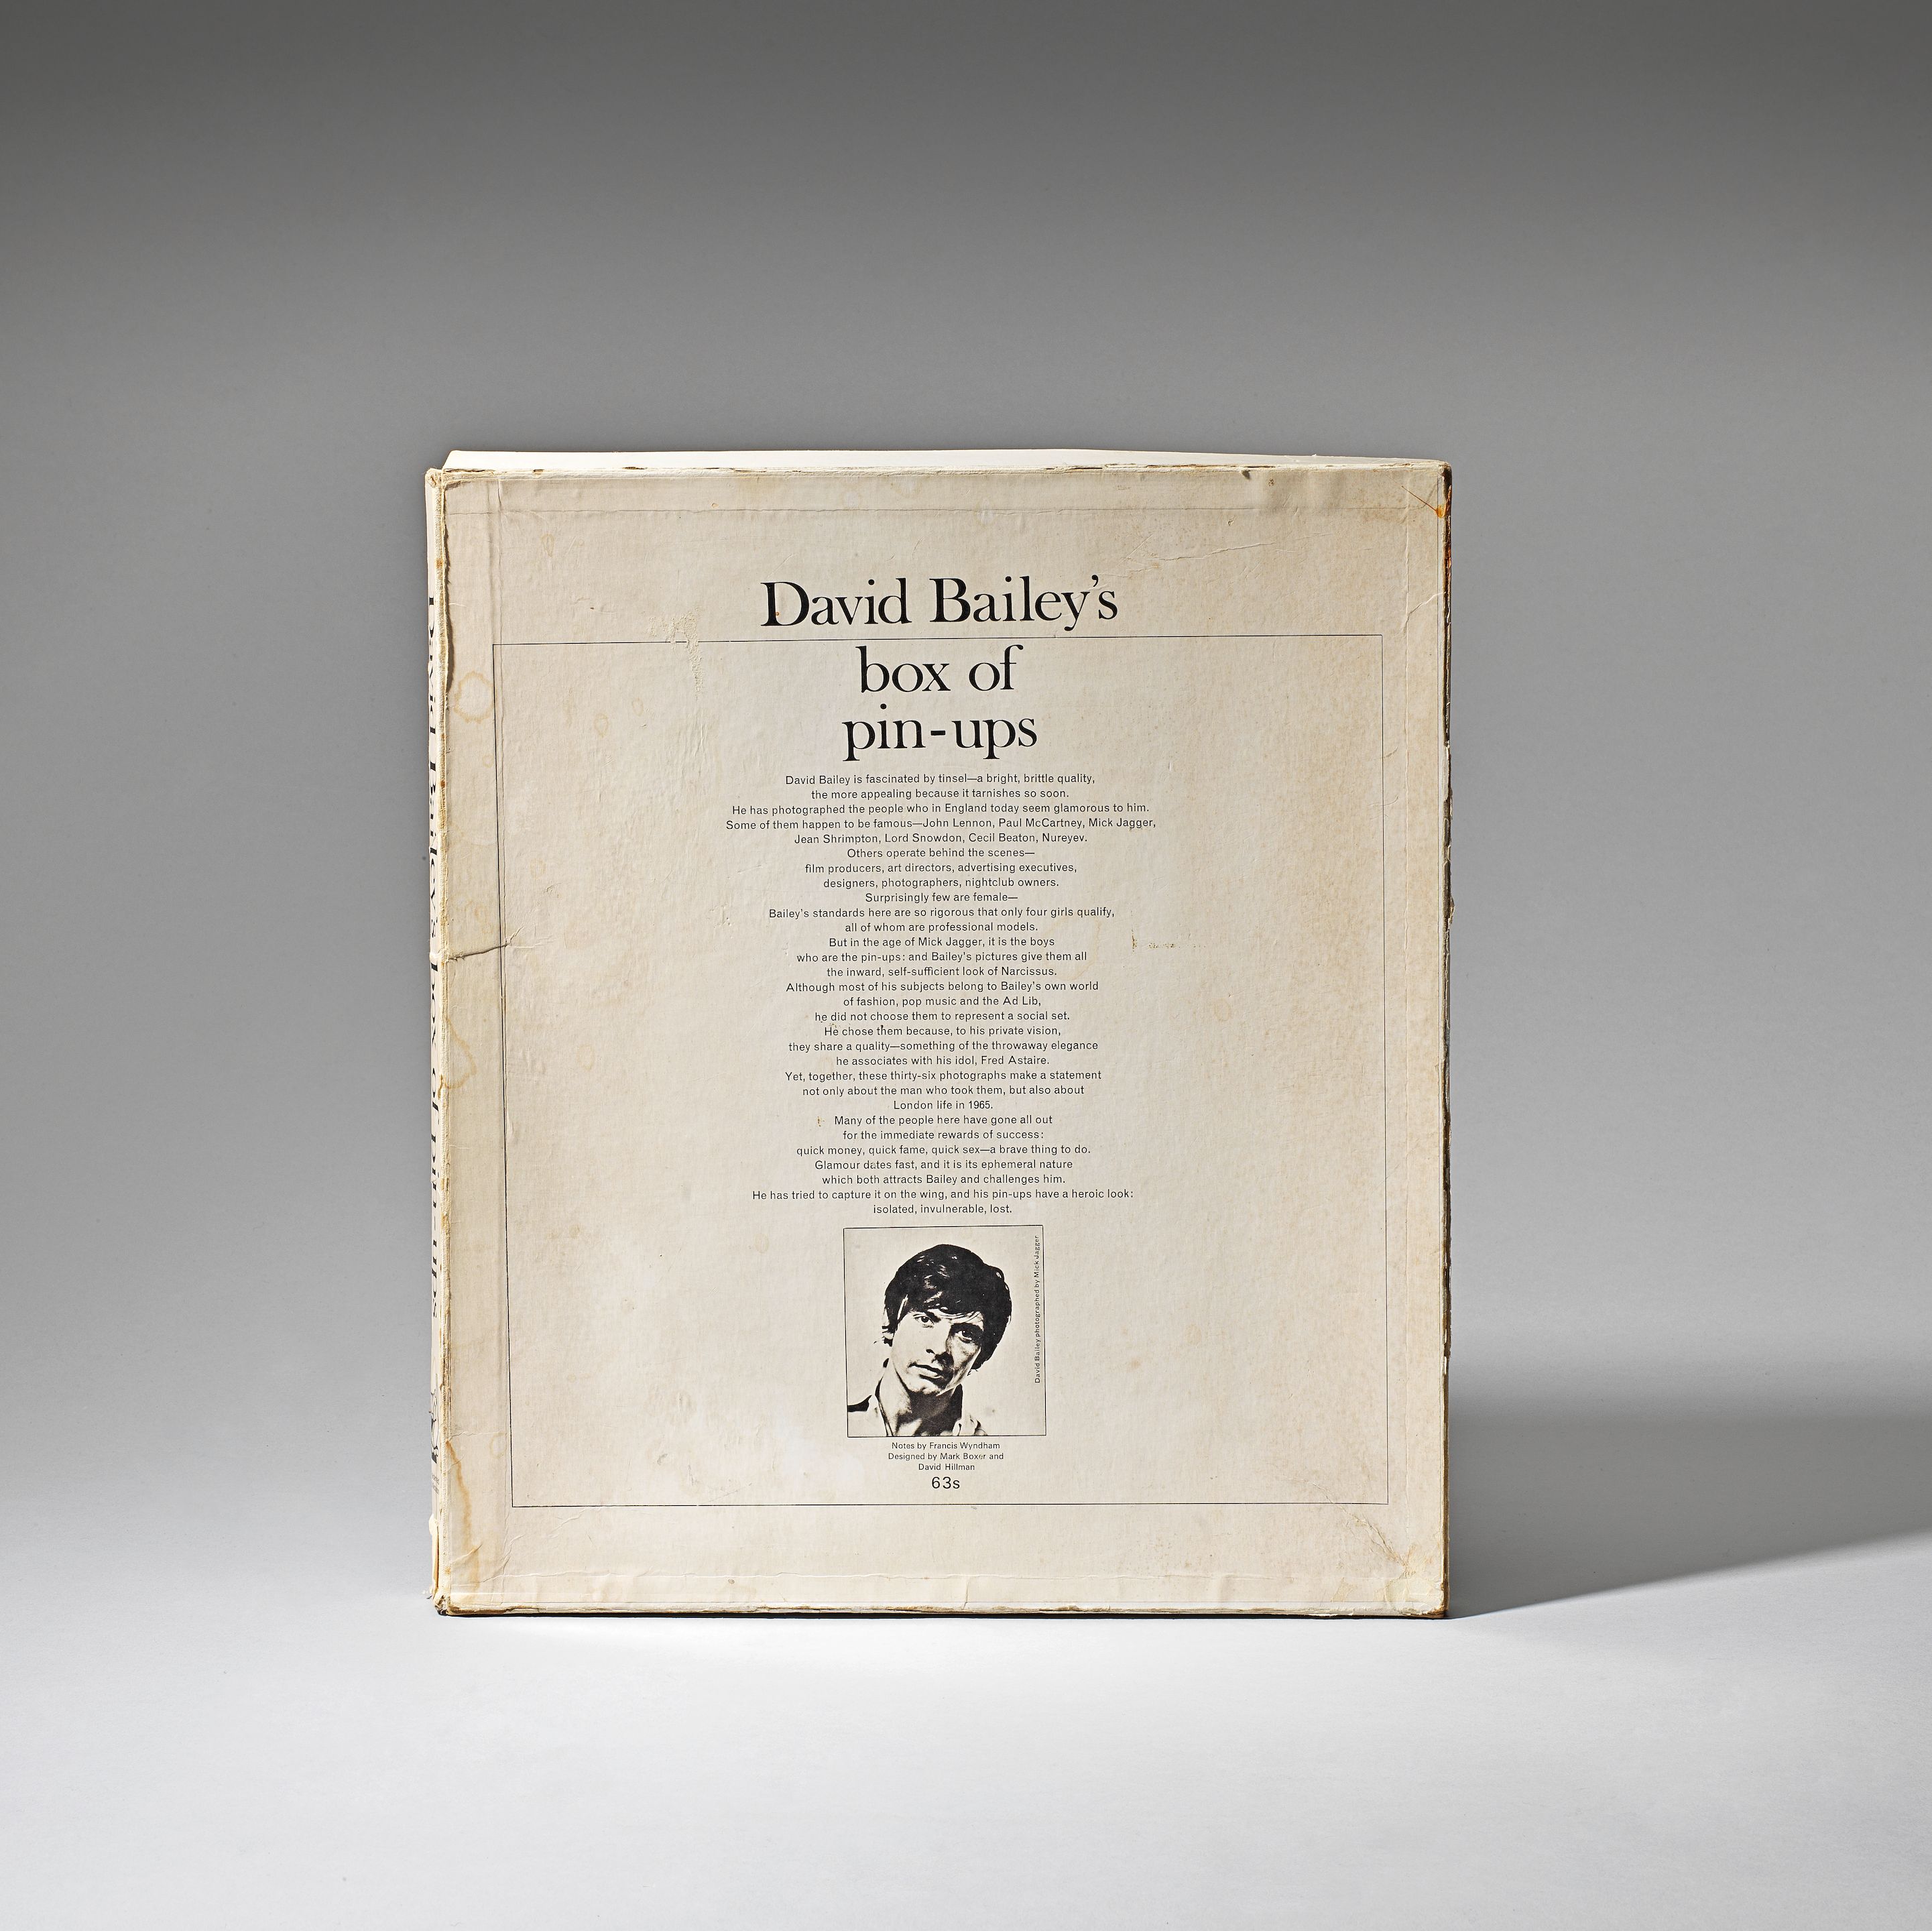 David Bailey's
box of
pin-ups
David Bailey is fascinated by tinsel—a bright, brittle quality,
the more appealing because it tarnishes so soon.
He has photographed the people who in England today seem glamorous to him.
Some of them happen to be famous—John Lennon, Paul McCartney, Mick Jagger,
Jean Shrimpton, Lord Snowdon, Cecil Beaton, Nureyev.
Others operate behind the scenes—
film producers, art directors, advertising executives,
designers, photographers, nightclub owners.
Surprisingly few are female—
Bailey's standards here are so rigorous that only four girls qualify,
all of whom are professional models.
But in the age of Mick Jagger, it is the boys
who are the pin-ups: and Bailey's pictures give them all
the inward, self-sufficient look of Narcissus.
Although most of his subjects belong to Bailey's own world
of fashion, pop music and the Ad Lib,
he did not choose them to represent a social set.
He chose them because, to his private vision,
they share a quality—something of the throwaway elegance
he associates with his idol, Fred Astaire.
Yet, together, these thirty-six photographs make a statement
not only about the man who took them, but also about
London life in 1965.
Many of the people here have gone all out
for the immediate rewards of success:
quick money, quick fame, quick sex—a brave thing to do.
Glamour dates fast, and it is its ephemeral nature
which both attracts Bailey and challenges him.
He has tried to capture it on the wing, and his pin-ups have a heroic look:
isolated, invulnerable, lost.
David Bailey photographed by Mick Jagger
Notes by Francis Wyndham
Designed by Mark Boxer and
David Hillman
63s
David Bailey's box of pin-ups